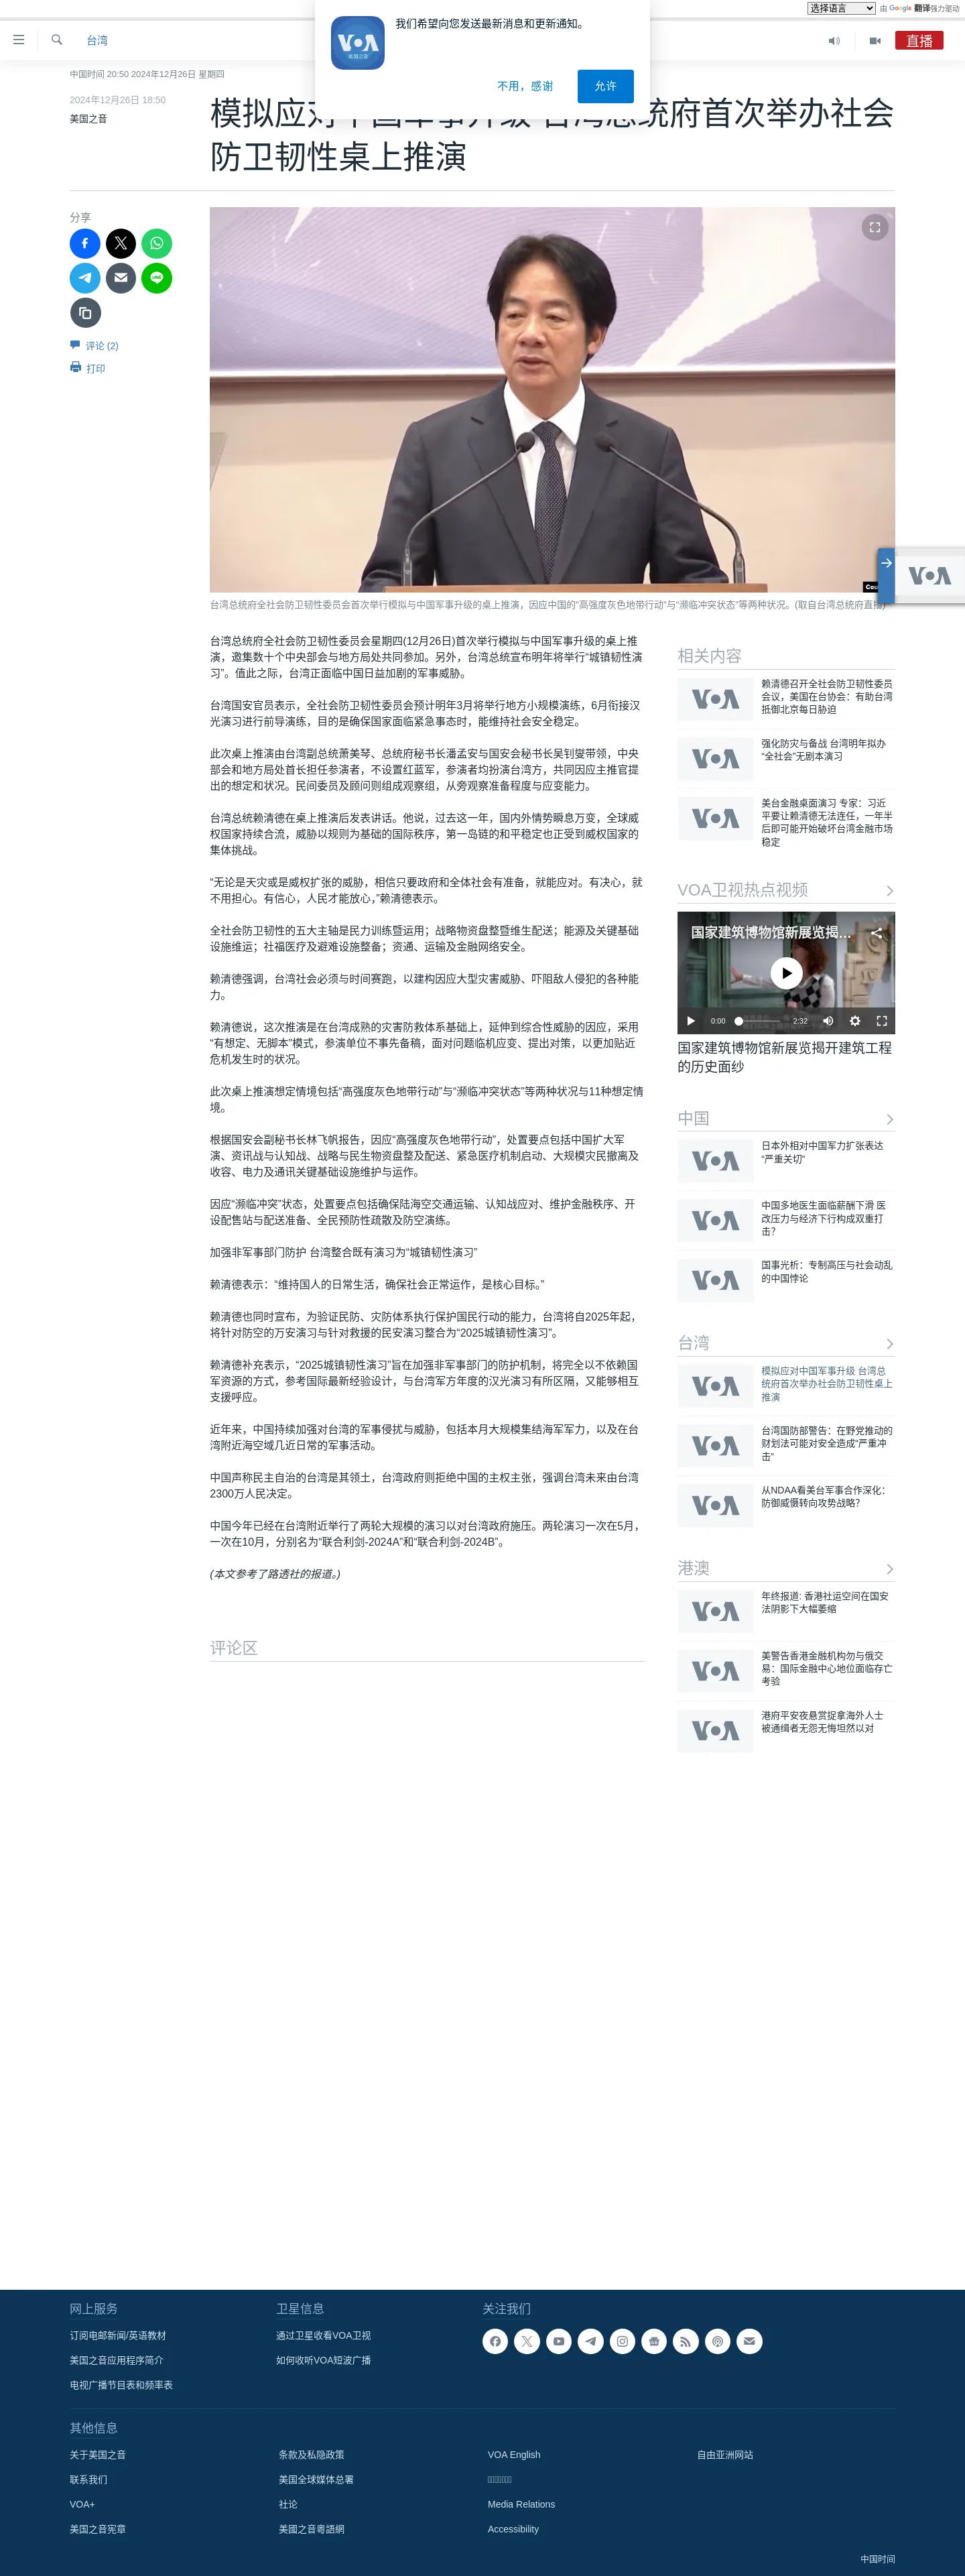 选择语言
由 Google 翻译强力驱动
我们希望向您发送最新消息和更新通知。
VOA
美国之音
不用，感谢
允许
台湾
直播
中国时间 20:50 2024年12月26日 星期四
2024年12月26日 18:50
美国之音
模拟应对中国军事升级 台湾总统府首次举办社会
防卫韧性桌上推演
分享
LINE
评论 (2)
打印
台湾总统府全社会防卫韧性委员会首次举行模拟与中国军事升级的桌上推演，因应中国的“高强度灰色地带行动”与“濒临冲突状态”等两种状况。(取自台湾总统府直播)
VOA
台湾总统府全社会防卫韧性委员会星期四(12月26日)首次举行模拟与中国军事升级的桌上推
演，邀集数十个中央部会与地方局处共同参加。另外，台湾总统宣布明年将举行“城镇韧性演
习”。值此之际，台湾正面临中国日益加剧的军事威胁。
台湾国安官员表示，全社会防卫韧性委员会预计明年3月将举行地方小规模演练，6月衔接汉
光演习进行前导演练，目的是确保国家面临紧急事态时，能维持社会安全稳定。
此次桌上推演由台湾副总统萧美琴、总统府秘书长潘孟安与国安会秘书长吴钊燮带领，中央
部会和地方局处首长担任参演者，不设置红蓝军，参演者均扮演台湾方，共同因应主推官提
出的想定和状况。民间委员及顾问则组成观察组，从旁观察准备程度与应变能力。
台湾总统赖清德在桌上推演后发表讲话。他说，过去这一年，国内外情势瞬息万变，全球威
权国家持续合流，威胁以规则为基础的国际秩序，第一岛链的和平稳定也正受到威权国家的
集体挑战。
“无论是天灾或是威权扩张的威胁，相信只要政府和全体社会有准备，就能应对。有决心，就
不用担心。有信心，人民才能放心，”赖清德表示。
全社会防卫韧性的五大主轴是民力训练暨运用；战略物资盘整暨维生配送；能源及关键基础
设施维运；社福医疗及避难设施整备；资通、运输及金融网络安全。
赖清德强调，台湾社会必须与时间赛跑，以建构因应大型灾害威胁、吓阻敌人侵犯的各种能
力。
赖清德说，这次推演是在台湾成熟的灾害防救体系基础上，延伸到综合性威胁的因应，采用
“有想定、无脚本”模式，参演单位不事先备稿，面对问题临机应变、提出对策，以更加贴近
危机发生时的状况。
此次桌上推演想定情境包括“高强度灰色地带行动”与“濒临冲突状态”等两种状况与11种想定情
境。
根据国安会副秘书长林飞帆报告，因应“高强度灰色地带行动”，处置要点包括中国扩大军
演、资讯战与认知战、战略与民生物资盘整及配送、紧急医疗机制启动、大规模灾民撤离及
收容、电力及通讯关键基础设施维护与运作。
因应“濒临冲突”状态，处置要点包括确保陆海空交通运输、认知战应对、维护金融秩序、开
设配售站与配送准备、全民预防性疏散及防空演练。
加强非军事部门防护 台湾整合既有演习为“城镇韧性演习”
赖清德表示：“维持国人的日常生活，确保社会正常运作，是核心目标。”
赖清德也同时宣布，为验证民防、灾防体系执行保护国民行动的能力，台湾将自2025年起，
将针对防空的万安演习与针对救援的民安演习整合为“2025城镇韧性演习”。
赖清德补充表示，“2025城镇韧性演习”旨在加强非军事部门的防护机制，将完全以不依赖国
军资源的方式，参考国际最新经验设计，与台湾军方年度的汉光演习有所区隔，又能够相互
支援呼应。
近年来，中国持续加强对台湾的军事侵扰与威胁，包括本月大规模集结海军军力，以及在台
湾附近海空域几近日常的军事活动。
中国声称民主自治的台湾是其领土，台湾政府则拒绝中国的主权主张，强调台湾未来由台湾
2300万人民决定。
中国今年已经在台湾附近举行了两轮大规模的演习以对台湾政府施压。两轮演习一次在5月，
一次在10月，分别名为“联合利剑-2024A”和“联合利剑-2024B”。
(本文参考了路透社的报道。)
评论区
相关内容
VOA
赖清德召开全社会防卫韧性委员
会议，美国在台协会：有助台湾
抵御北京每日胁迫
VOA
强化防灾与备战 台湾明年拟办
“全社会”无剧本演习
VOA
美台金融桌面演习 专家：习近
平要让赖清德无法连任，一年半
后即可能开始破坏台湾金融市场
稳定
VOA卫视热点视频
国家建筑博物馆新展览揭...
0:00
2:32
国家建筑博物馆新展览揭开建筑工程
的历史面纱
中国
VOA
日本外相对中国军力扩张表达
“严重关切”
VOA
中国多地医生面临薪酬下滑 医
改压力与经济下行构成双重打
击？
VOA
国事光析：专制高压与社会动乱
的中国悖论
台湾
VOA
模拟应对中国军事升级 台湾总
统府首次举办社会防卫韧性桌上
推演
VOA
台湾国防部警告：在野党推动的
财划法可能对安全造成“严重冲
击”
VOA
从NDAA看美台军事合作深化：
防御威慑转向攻势战略？
港澳
VOA
年终报道: 香港社运空间在国安
法阴影下大幅萎缩
VOA
美警告香港金融机构勿与俄交
易：国际金融中心地位面临存亡
考验
VOA
港府平安夜悬赏捉拿海外人士
被通缉者无怨无悔坦然以对
网上服务
订阅电邮新闻/英语教材
美国之音应用程序简介
电视广播节目表和频率表
卫星信息
通过卫星收看VOA卫视
如何收听VOA短波广播
关注我们
其他信息
关于美国之音
联系我们
VOA+
美国之音宪章
条款及私隐政策
美国全球媒体总署
社论
美國之音粵語網
VOA English
Media Relations
Accessibility
自由亚洲网站
中国时间